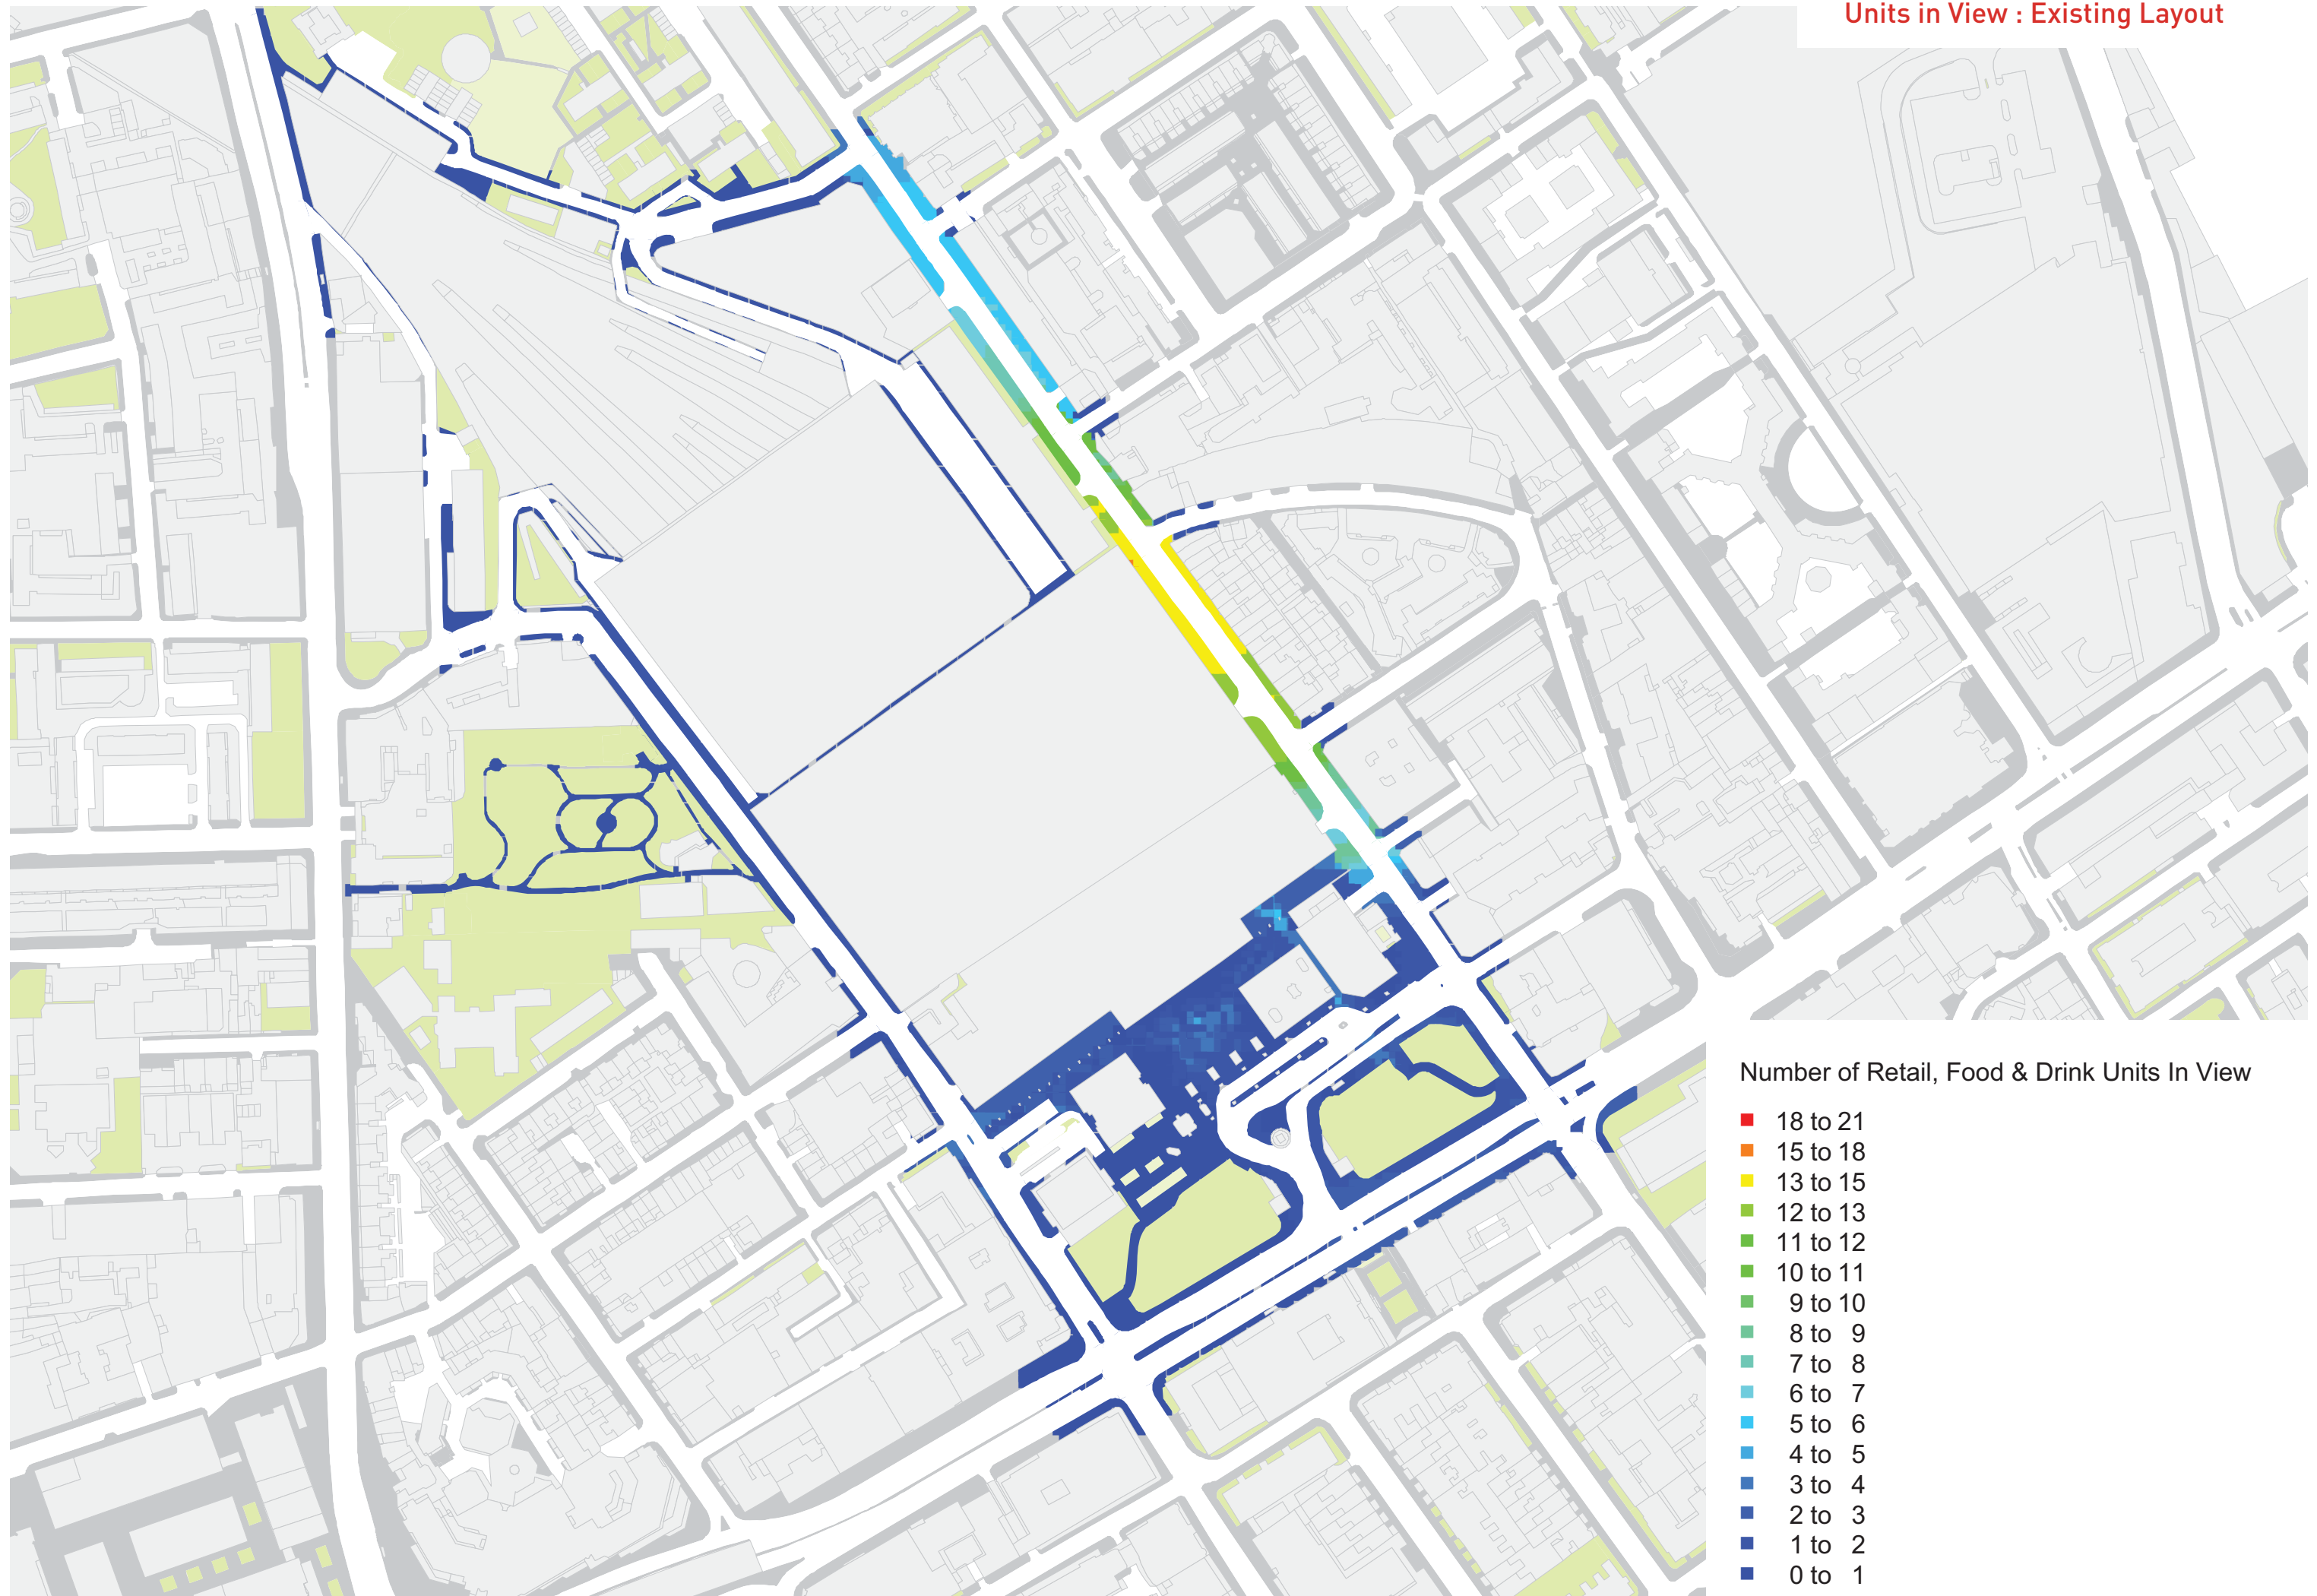 Units in View : Existing Layout
Number of Retail, Food & Drink Units In View
18 to 21
15 to 18
13 to 15
12 to 13
11 to 12
10 to 11
9 to 10
8 to 9
7 to 8
6 to 7
5 to 6
4 to 5
3 to 4
2 to 3
1 to 2
0 to 1